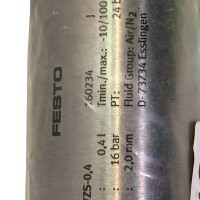 FESTO
160234 J
Tmin./max.: -10/100
PT: 24 b
Fluid Group: Air/N2
D-73734 Esslingen
VZS-0,4
0,4 l
16 bar
2,0 mm